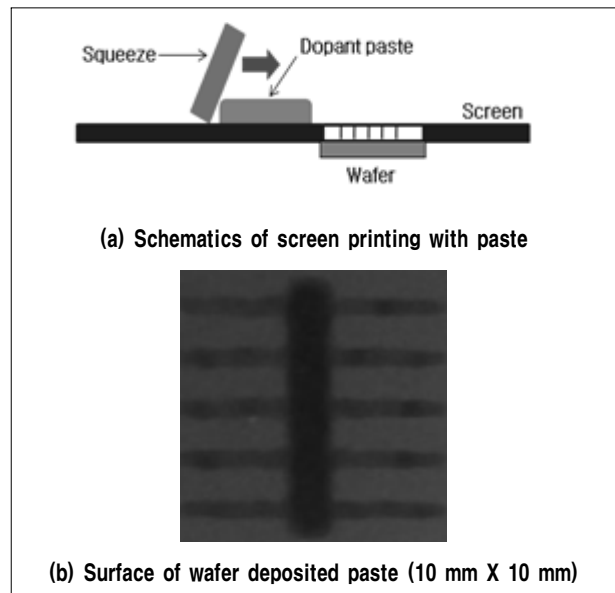 Squeeze
Dopant paste
Screen
Wafer
(a) Schematics of screen printing with paste
(b) Surface of wafer deposited paste (10 mm X 10 mm)